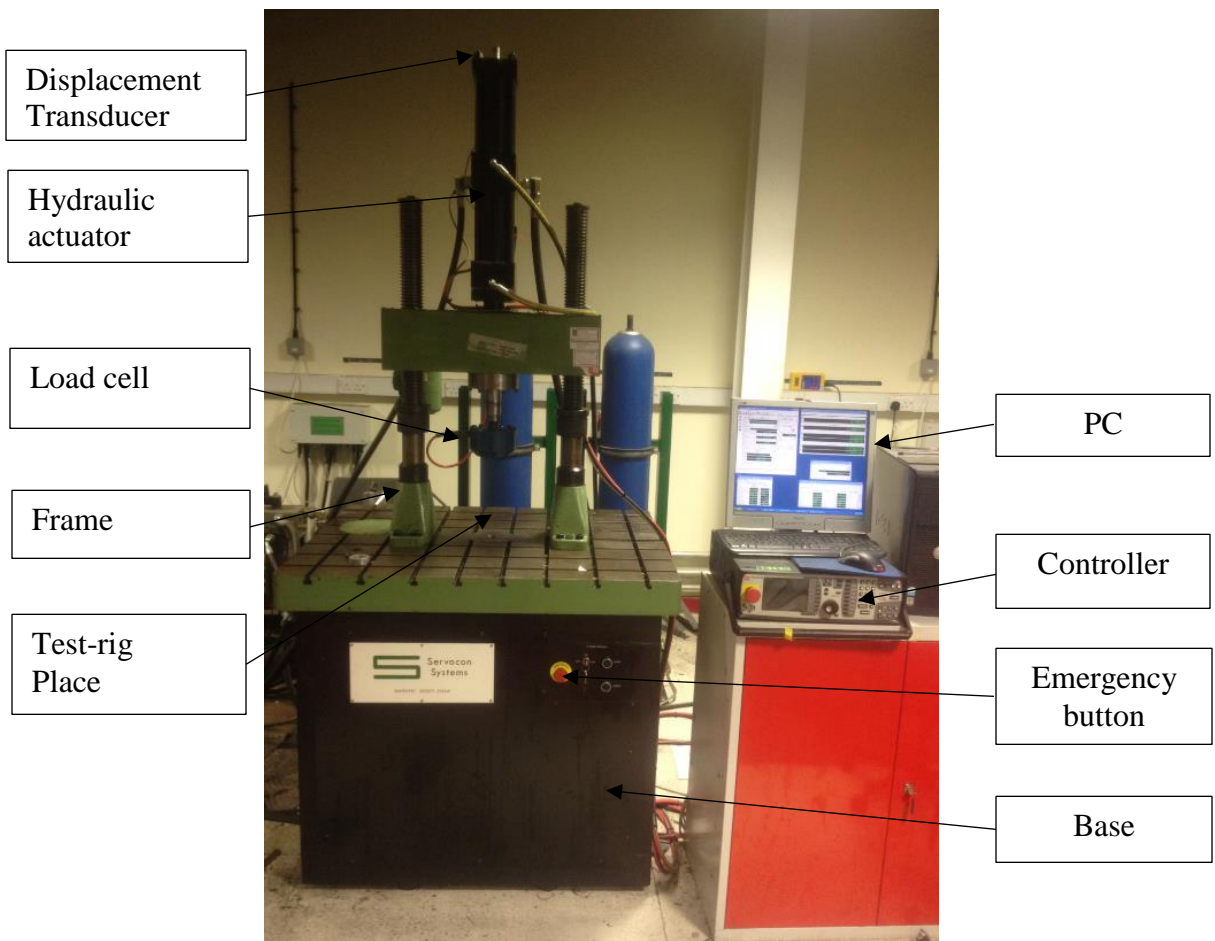 Displacement
Transducer
Hydraulic
actuator
Load cell
Frame
Test-rig
Place
PC
Controller
Emergency
button
Base
Servocon
Systems